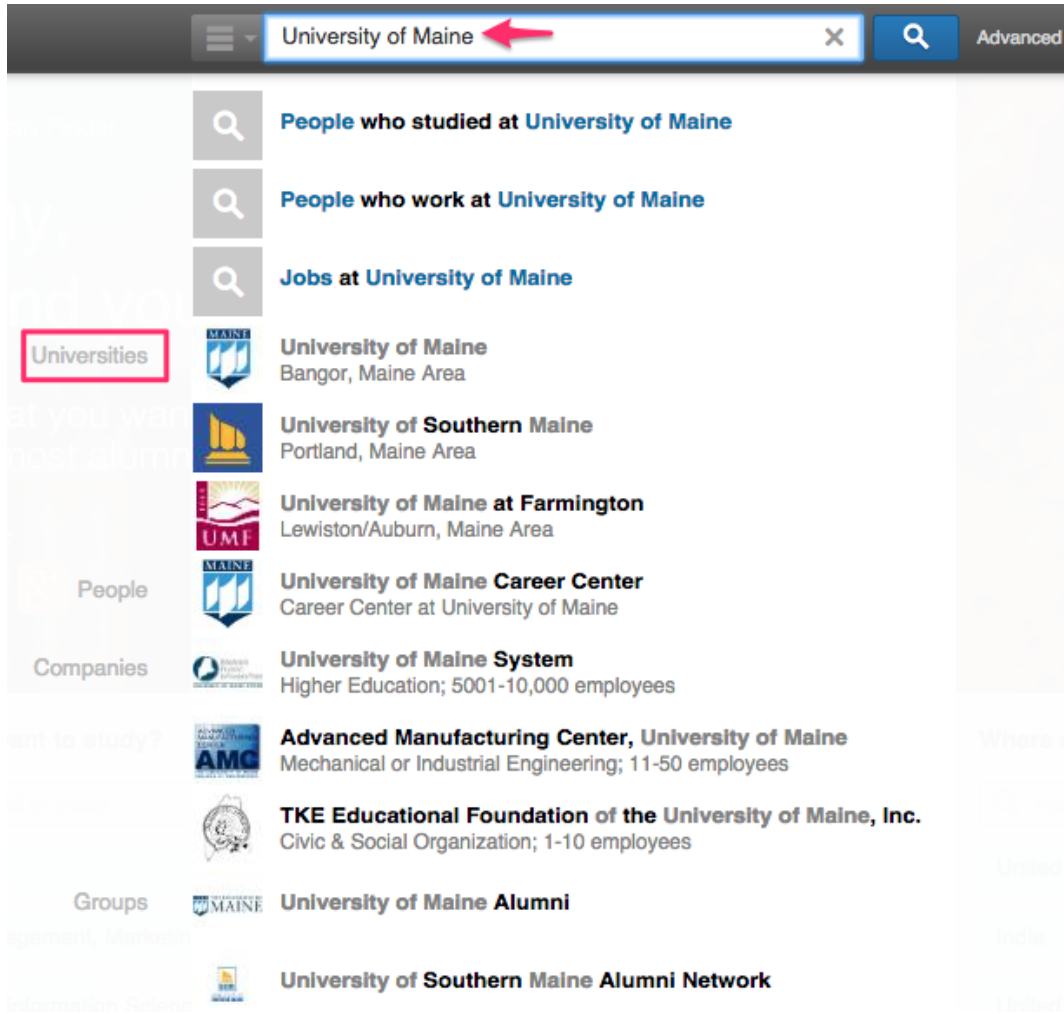 University of Maine
Advanced
People who studied at University of Maine
People who work at University of Maine
Jobs at University of Maine
Universities
MAINE
University of Maine
Bangor, Maine Area
University of Southern Maine
Portland, Maine Area
University of Maine at Farmington
UMF
Lewiston/Auburn, Maine Area
MAINE
People
University of Maine Career Center
Career Center at University of Maine
Companies
University of Maine System
Higher Education; 5001-10,000 employees
AMC
Advanced Manufacturing Center, University of Maine
Mechanical or Industrial Engineering; 11-50 employees
TKE Educational Foundation of the University of Maine, Inc.
Civic & Social Organization; 1-10 employees
Groups
MAINE
University of Maine Alumni
University of Southern Maine Alumni Network